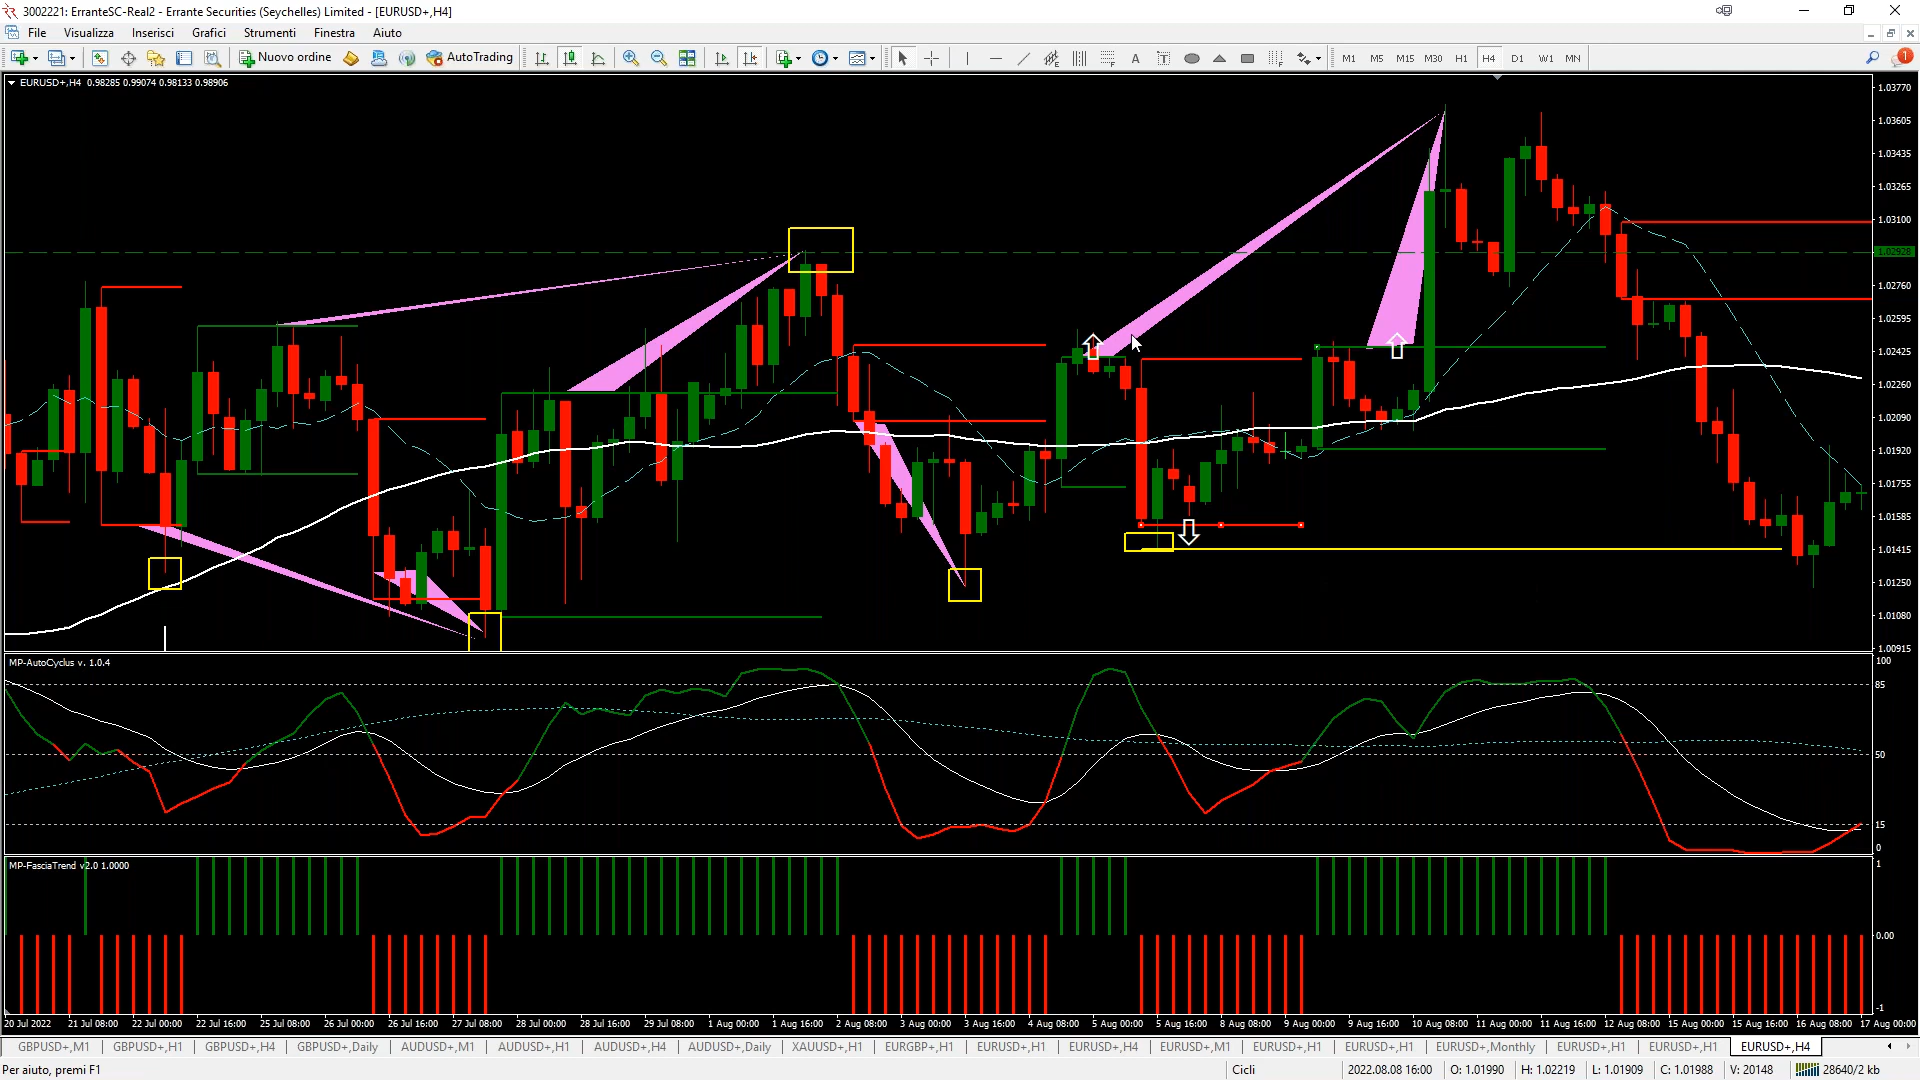 3002221: ErranteSC-Real2 - Errante Securities (Seychelles) Limited - [EURUSD+,H4]
File Visualizza Inserisci Grafici Strumenti Finestra Aiuto
Nuovo ordine AutoTrading A T M1 M5 M15 M30 H1 H4 D1 W1 MN 1
EURUSD+,H4 0.98285 0.99074 0.98133 0.98906
1.03770
1.03605
1.03435
1.03265
1.03100
1.02928
1.02760
1.02595
1.02425
1.02260
1.02090
1.01920
1.01755
1.01585
1.01415
1.01250
1.01080
1.00915
MP-AutoCyclus v. 1.0.4
100
85
50
15
0
MP-FasciaTrend v2.0 1.0000
1
0.00
-1
20 Jul 2022 21 Jul 08:00 22 Jul 00:00 22 Jul 16:00 25 Jul 08:00 26 Jul 00:00 26 Jul 16:00 27 Jul 08:00 28 Jul 00:00 28 Jul 16:00 29 Jul 08:00 1 Aug 00:00 1 Aug 16:00 2 Aug 08:00 3 Aug 00:00 3 Aug 16:00 4 Aug 08:00 5 Aug 00:00 5 Aug 16:00 8 Aug 08:00 9 Aug 00:00 9 Aug 16:00 10 Aug 08:00 11 Aug 00:00 11 Aug 16:00 12 Aug 08:00 15 Aug 00:00 15 Aug 16:00 16 Aug 08:00 17 Aug 00:00
GBPUSD+,M1 GBPUSD+,H1 GBPUSD+,H4 GBPUSD+,Daily AUDUSD+,M1 AUDUSD+,H1 AUDUSD+,H4 AUDUSD+,Daily XAUUSD+,H1 EURGBP+,H1 EURUSD+,H1 EURUSD+,H4 EURUSD+,M1 EURUSD+,H1 EURUSD+,H1 EURUSD+,Monthly EURUSD+,H1 EURUSD+,H1 EURUSD+,H4
Per aiuto, premi F1 Cicli 2022.08.08 16:00 O: 1.01990 H: 1.02219 L: 1.01909 C: 1.01988 V: 20148 28640/2 kb